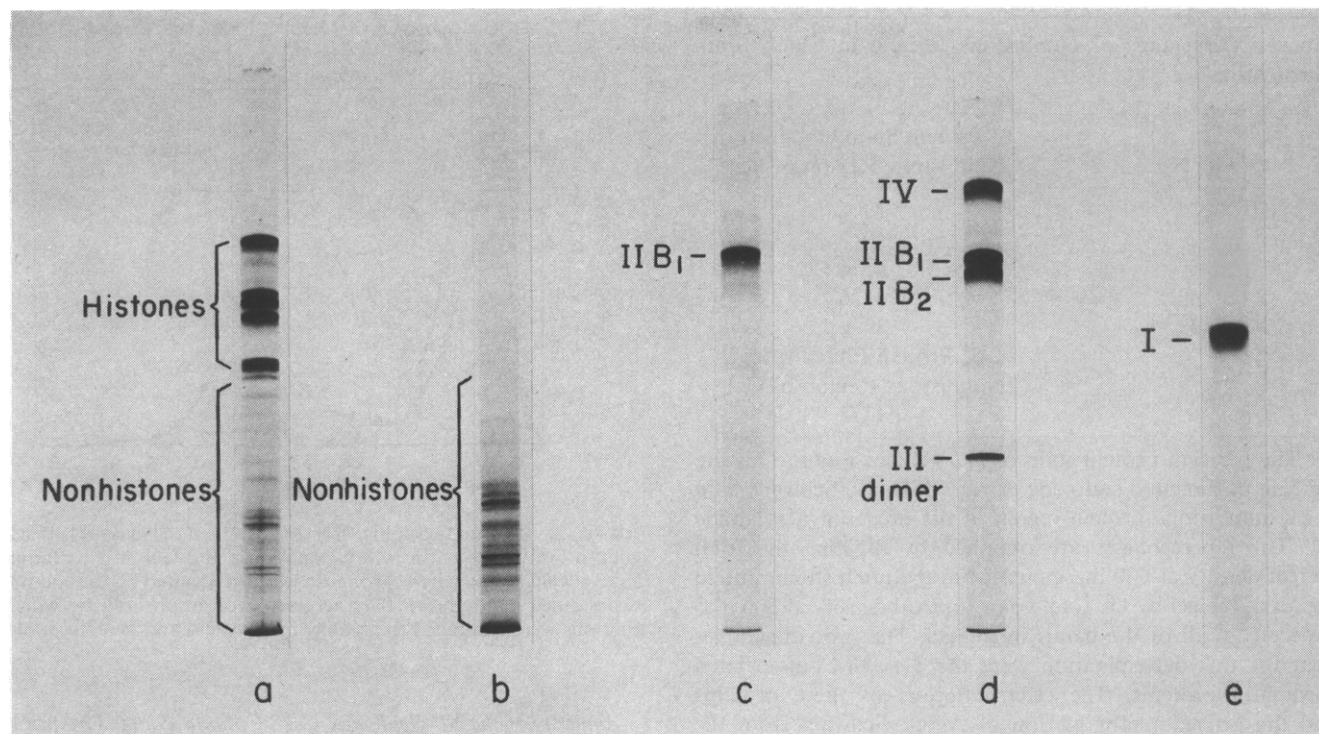 IV –
II B₁ –
II B₁ –
II B₂
Histones
I –
Nonhistones
Nonhistones
III –
dimer
a
b
c
d
e